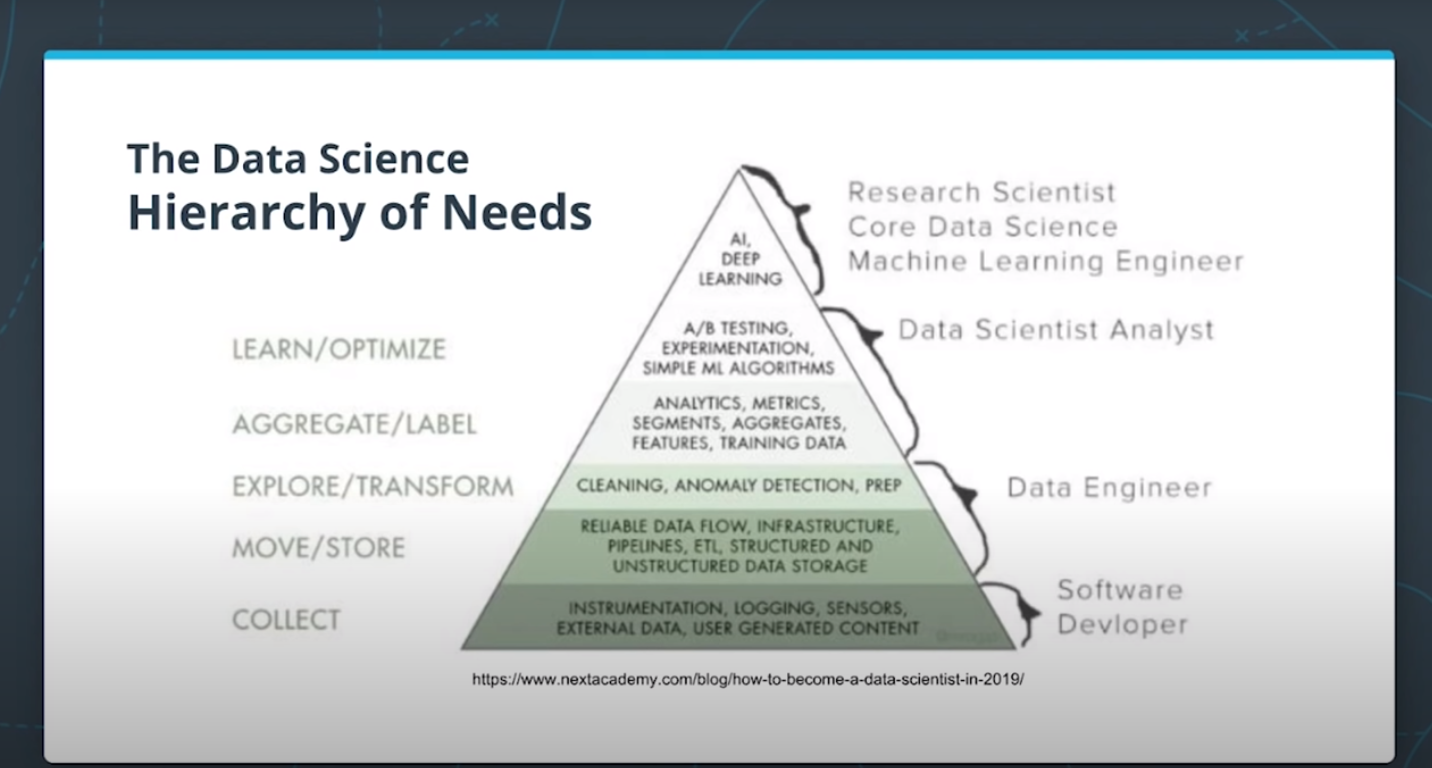 The Data Science
Hierarchy of Needs
AI,
DEEP
LEARNING
Research Scientist
Core Data Science
Machine Learning Engineer
LEARN/OPTIMIZE
A/B TESTING,
EXPERIMENTATION,
SIMPLE ML ALGORITHMS
Data Scientist Analyst
AGGREGATE/LABEL
ANALYTICS, METRICS,
SEGMENTS, AGGREGATES,
FEATURES, TRAINING DATA
EXPLORE/TRANSFORM
CLEANING, ANOMALY DETECTION, PREP
Data Engineer
MOVE/STORE
RELIABLE DATA FLOW, INFRASTRUCTURE,
PIPELINES, ETL, STRUCTURED AND
UNSTRUCTURED DATA STORAGE
COLLECT
INSTRUMENTATION, LOGGING, SENSORS,
EXTERNAL DATA, USER GENERATED CONTENT
Software
Devloper
https://www.nextacademy.com/blog/how-to-become-a-data-scientist-in-2019/